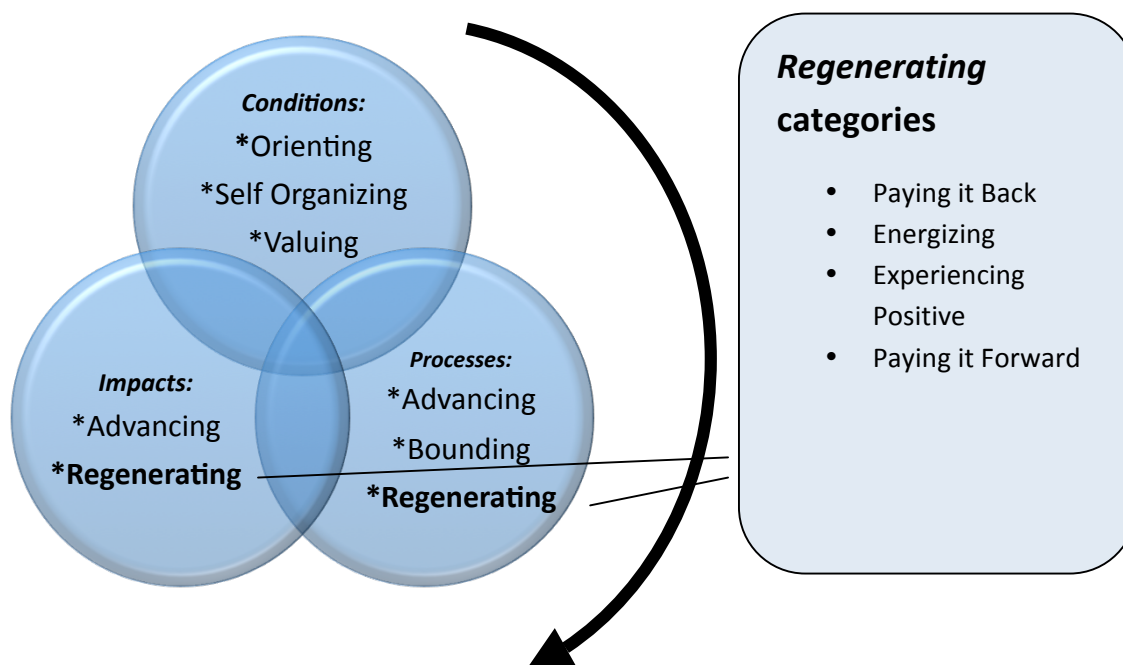 Conditions:
*Orienting
*Self Organizing
*Valuing
Impacts:
*Advancing
*Regenerating
Processes:
*Advancing
*Bounding
*Regenerating
Regenerating
categories
• Paying it Back
• Energizing
• Experiencing
Positive
• Paying it Forward